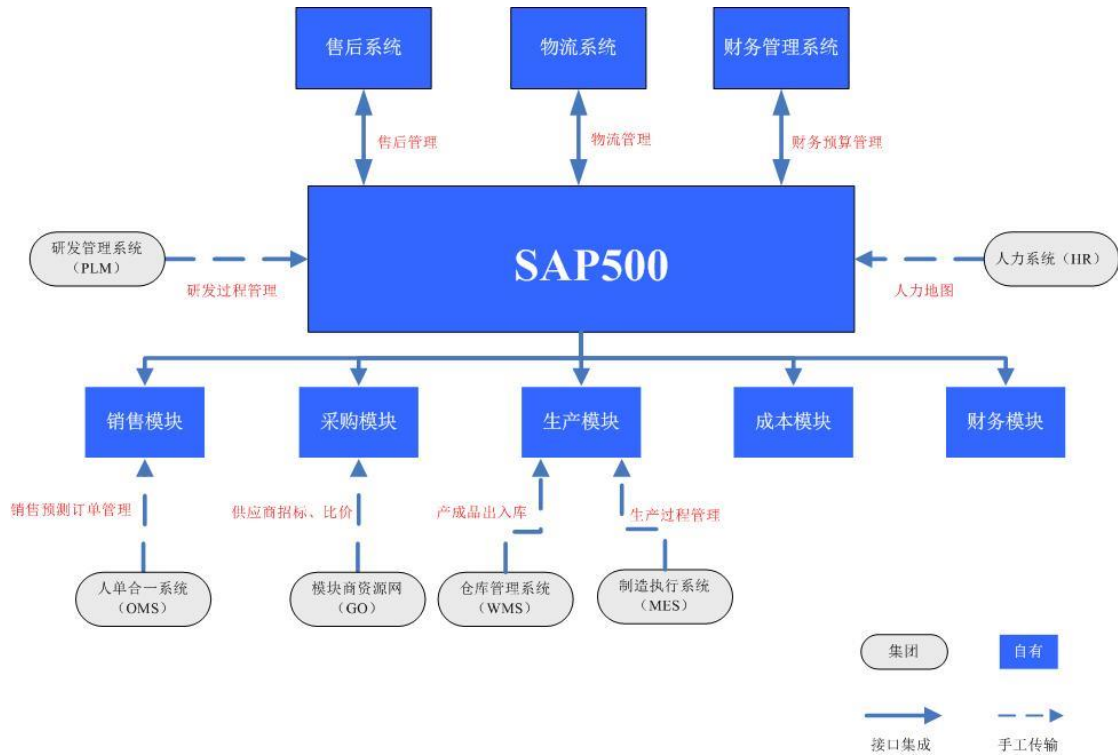 售后系统
物流系统
财务管理系统
售后管理
物流管理
财务预算管理
SAP500
研发管理系统
（PLM）
研发过程管理
人力系统（HR）
人力地图
销售模块
采购模块
生产模块
成本模块
财务模块
销售预测订单管理
供应商招标、比价
产成品出入库
生产过程管理
人单合一系统
（OMS）
模块商资源网
（GO）
仓库管理系统
（WMS）
制造执行系统
（MES）
集团
自有
接口集成
手工传输